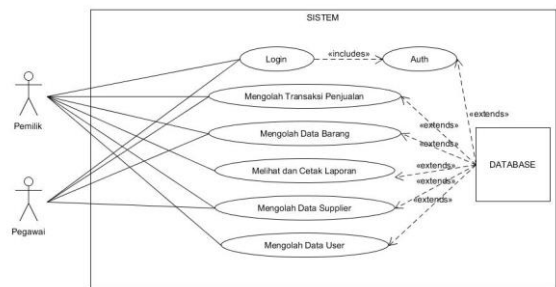 SISTEM
Login
«includes»
Auth
Pemilik
Mengolah Transaksi Penjualan
«extends»
«extends»
Mengolah Data Barang
«extends»
DATABASE
Melihat dan Cetak Laporan
«extends»
Pegawai
Mengolah Data Supplier
«extends»
«extends»
Mengolah Data User